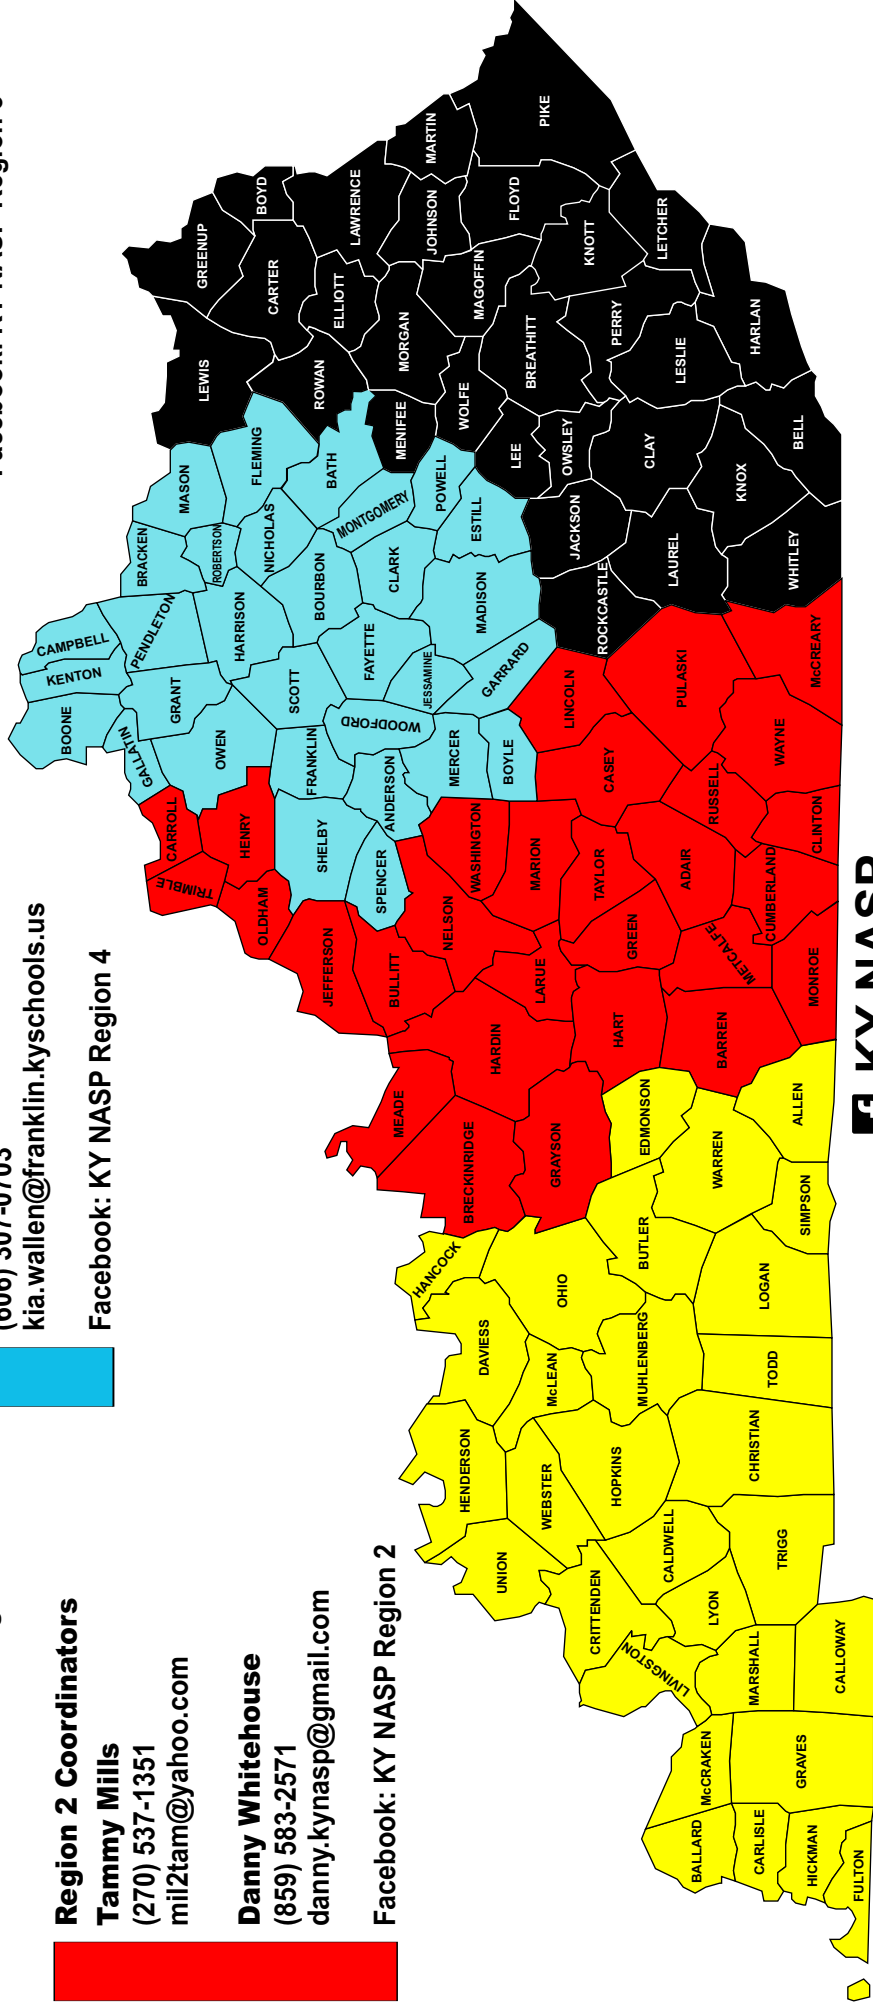 Facebook: KY NASP Region
kia.wallen@franklin.kyschools.us
Facebook: KY NASP Region 4
Region 2 Coordinators
Tammy Mills
(270) 537-1351
mil2tam@yahoo.com
Danny Whitehouse
(859) 583-2571
danny.kynasp@gmail.com
Facebook: KY NASP Region 2
CAMPBELL
KENTON
BOONE
BRACKEN
PENDLETON
GRANT
GALLATIN
MASON
ROBERTSON
HARRISON
OWEN
CARROLL
TRIMBLE
GREENUP
LEWIS
FLEMING
NICHOLAS
HENRY
OLDHAM
BOYD
CARTER
ROWAN
BATH
BOURBON
SCOTT
FRANKLIN
SHELBY
JEFFERSON
ELLIOTT
LAWRENCE
MORGAN
MENIFEE
MONTGOMERY
CLARK
FAYETTE
WOODFORD
ANDERSON
SPENCER
BULLITT
MEADE
MARTIN
JOHNSON
MAGOFFIN
WOLFE
POWELL
ESTILL
MADISON
JESSAMINE
MERCER
WASHINGTON
NELSON
HARDIN
BRECKINRIDGE
HANCOCK
DAVIESS
HENDERSON
UNION
PIKE
FLOYD
BREATHITT
LEE
GARRARD
BOYLE
MARION
LARUE
GRAYSON
OHIO
McLEAN
WEBSTER
KNOTT
PERRY
OWSLEY
JACKSON
ROCKCASTLE
LINCOLN
CASEY
TAYLOR
GREEN
HART
EDMONSON
BUTLER
MUHLENBERG
HOPKINS
CRITTENDEN
LIVINGSTON
LETCHER
LESLIE
CLAY
LAUREL
PULASKI
RUSSELL
ADAIR
METCALFE
BARREN
WARREN
CALDWELL
LYON
McCRAKEN
BALLARD
HARLAN
BELL
KNOX
WHITLEY
McCREARY
WAYNE
CLINTON
CUMBERLAND
MONROE
ALLEN
SIMPSON
LOGAN
TODD
CHRISTIAN
TRIGG
MARSHALL
CALLOWAY
GRAVES
CARLISLE
HICKMAN
FULTON
KY NASP